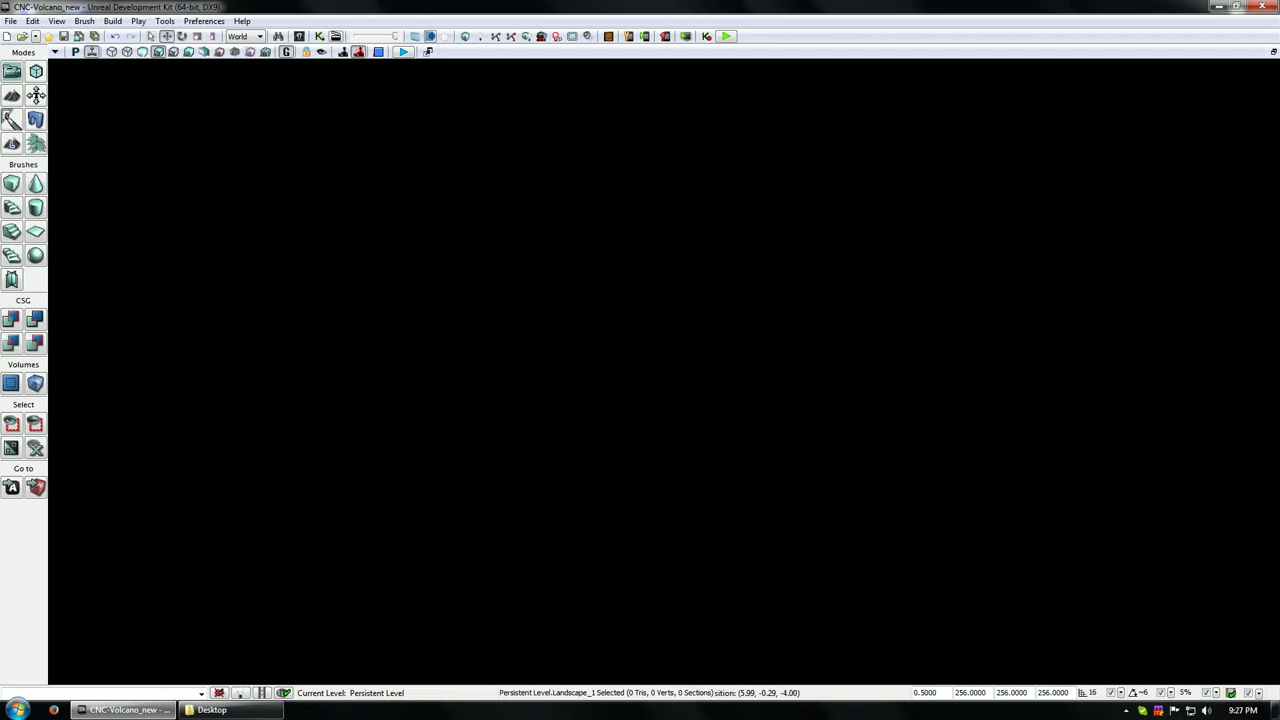 CNC-Volcano_new - Unreal Development Kit (64-bit, DX9)
File Edit View Brush Build Play Tools Preferences Help
World
Modes
P
G
Brushes
CSG
Volumes
Select
Go to
Current Level: Persistent Level
Persistent Level.Landscape_1 Selected (0 Tris, 0 Verts, 0 Sections) sition: (5.99, -0.29, -4.00)
0.5000 256.0000 256.0000 256.0000 16 ~6 5%
CNC-Volcano_new - ...
Desktop
9:27 PM